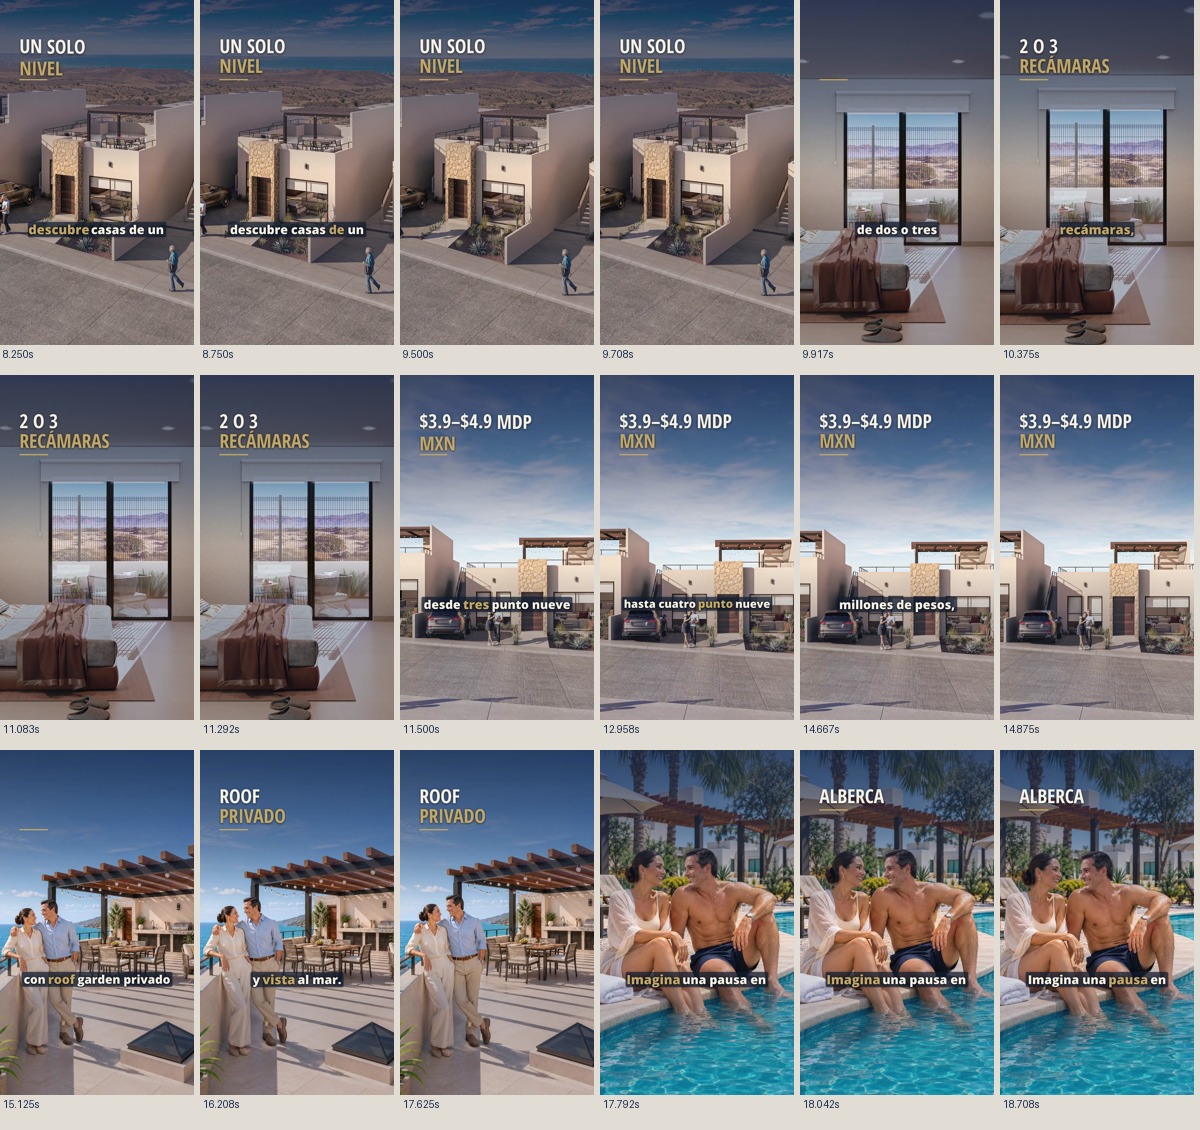 UN SOLO
NIVEL
descubre casas de un
8.250s
UN SOLO
NIVEL
descubre casas de un
8.750s
UN SOLO
NIVEL
9.500s
UN SOLO
NIVEL
9.708s
de dos o tres
9.917s
2 O 3
RECÁMARAS
recámaras,
10.375s
2 O 3
RECÁMARAS
11.083s
2 O 3
RECÁMARAS
11.292s
$3.9–$4.9 MDP
MXN
desde tres punto nueve
11.500s
$3.9–$4.9 MDP
MXN
hasta cuatro punto nueve
12.958s
$3.9–$4.9 MDP
MXN
millones de pesos,
14.667s
$3.9–$4.9 MDP
MXN
14.875s
con roof garden privado
15.125s
ROOF
PRIVADO
y vista al mar.
16.208s
ROOF
PRIVADO
17.625s
Imagina una pausa en
17.792s
ALBERCA
Imagina una pausa en
18.042s
ALBERCA
Imagina una pausa en
18.708s